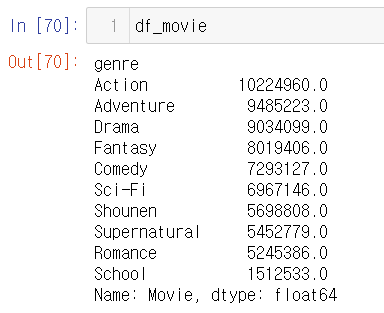 In [70]: 1 df_movie
Out[70]: genre
Action 10224960.0
Adventure 9485223.0
Drama 9034099.0
Fantasy 8019406.0
Comedy 7293127.0
Sci-Fi 6967146.0
Shounen 5698808.0
Supernatural 5452779.0
Romance 5245386.0
School 1512533.0
Name: Movie, dtype: float64